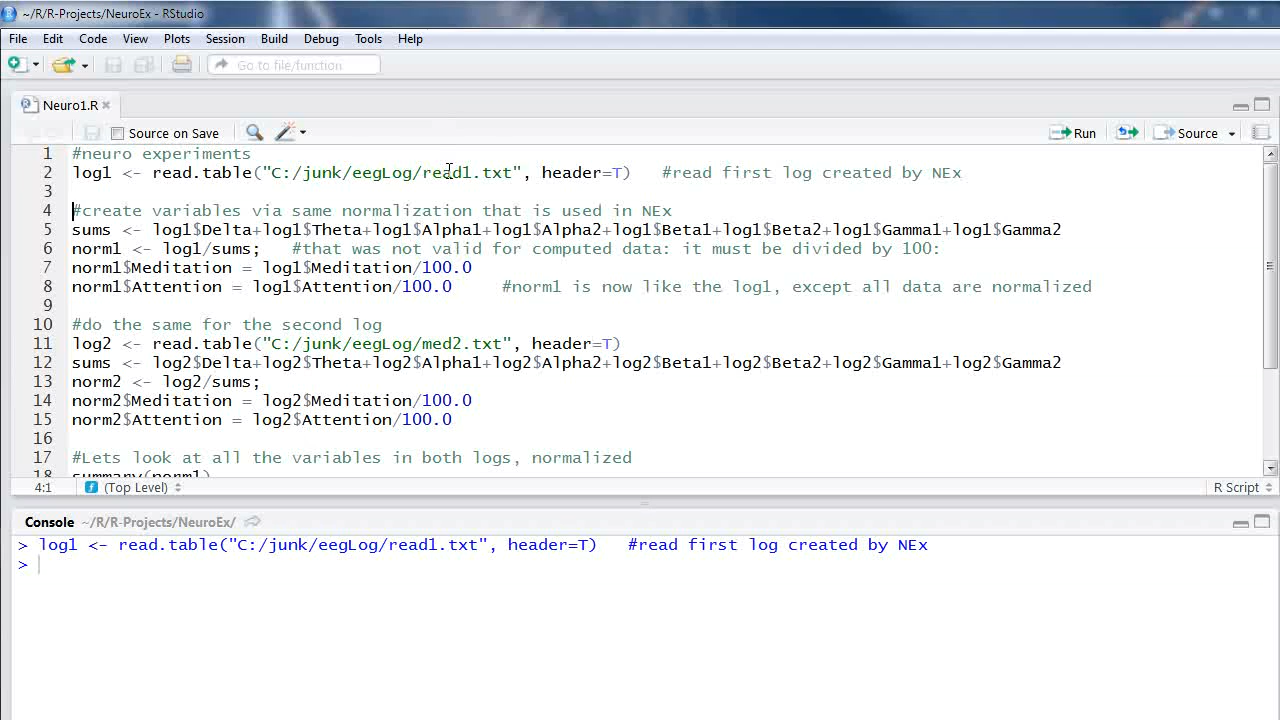 ~/R/R-Projects/NeuroEx - RStudio
File Edit Code View Plots Session Build Debug Tools Help
Go to file/function
Neuro1.R
Source on Save Run Source
1 #neuro experiments
2 log1 <- read.table("C:/junk/eegLog/read1.txt", header=T) #read first log created by NEx
3
4 #create variables via same normalization that is used in NEx
5 sums <- log1$Delta+log1$Theta+log1$Alpha1+log1$Alpha2+log1$Beta1+log1$Beta2+log1$Gamma1+log1$Gamma2
6 norm1 <- log1/sums; #that was not valid for computed data: it must be divided by 100:
7 norm1$Meditation = log1$Meditation/100.0
8 norm1$Attention = log1$Attention/100.0 #norm1 is now like the log1, except all data are normalized
9
10 #do the same for the second log
11 log2 <- read.table("C:/junk/eegLog/med2.txt", header=T)
12 sums <- log2$Delta+log2$Theta+log2$Alpha1+log2$Alpha2+log2$Beta1+log2$Beta2+log2$Gamma1+log2$Gamma2
13 norm2 <- log2/sums;
14 norm2$Meditation = log2$Meditation/100.0
15 norm2$Attention = log2$Attention/100.0
16
17 #Lets look at all the variables in both logs, normalized
18 summary(norm1)
4:1 (Top Level) R Script
Console ~/R/R-Projects/NeuroEx/
> log1 <- read.table("C:/junk/eegLog/read1.txt", header=T) #read first log created by NEx
>